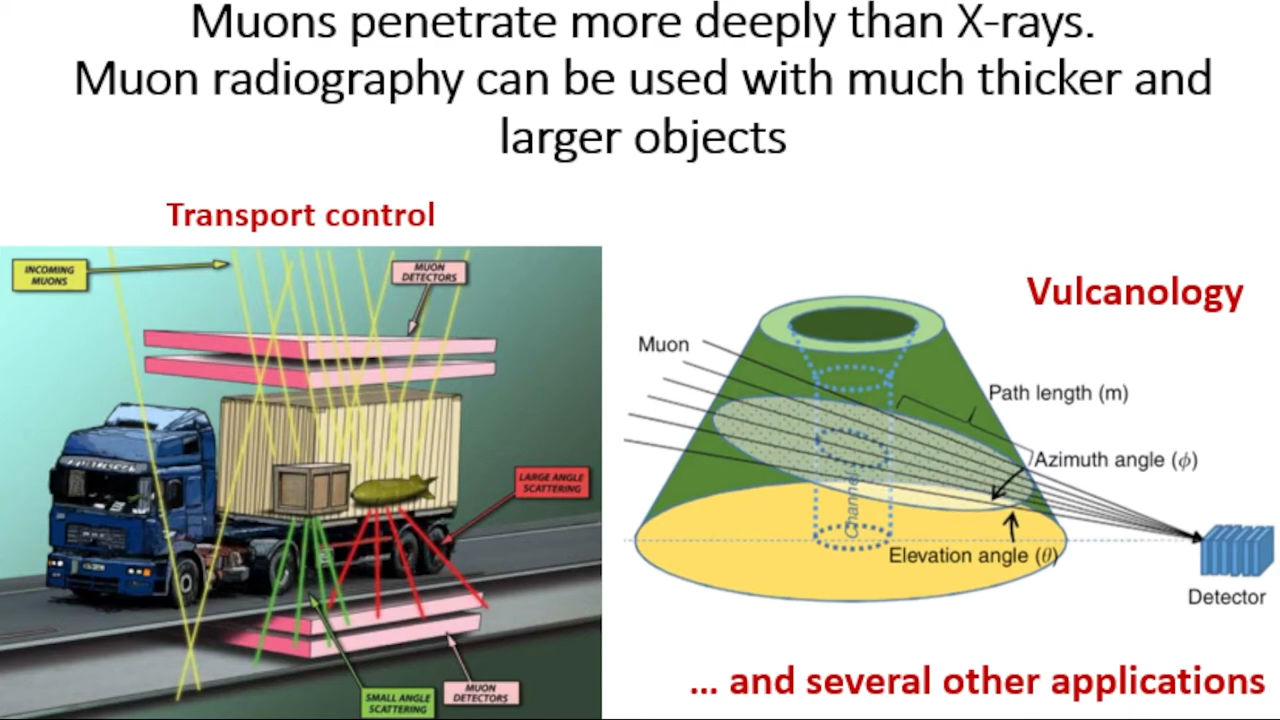 Muons penetrate more deeply than X-rays.
Muon radiography can be used with much thicker and
larger objects
Transport control
INCOMING
MUONS
MUON
DETECTORS
LARGE ANGLE
SCATTERING
SMALL ANGLE
SCATTERING
MUON
DETECTORS
Vulcanology
Muon
Path length (m)
Azimuth angle (ϕ)
Channel
Elevation angle (θ)
Detector
... and several other applications